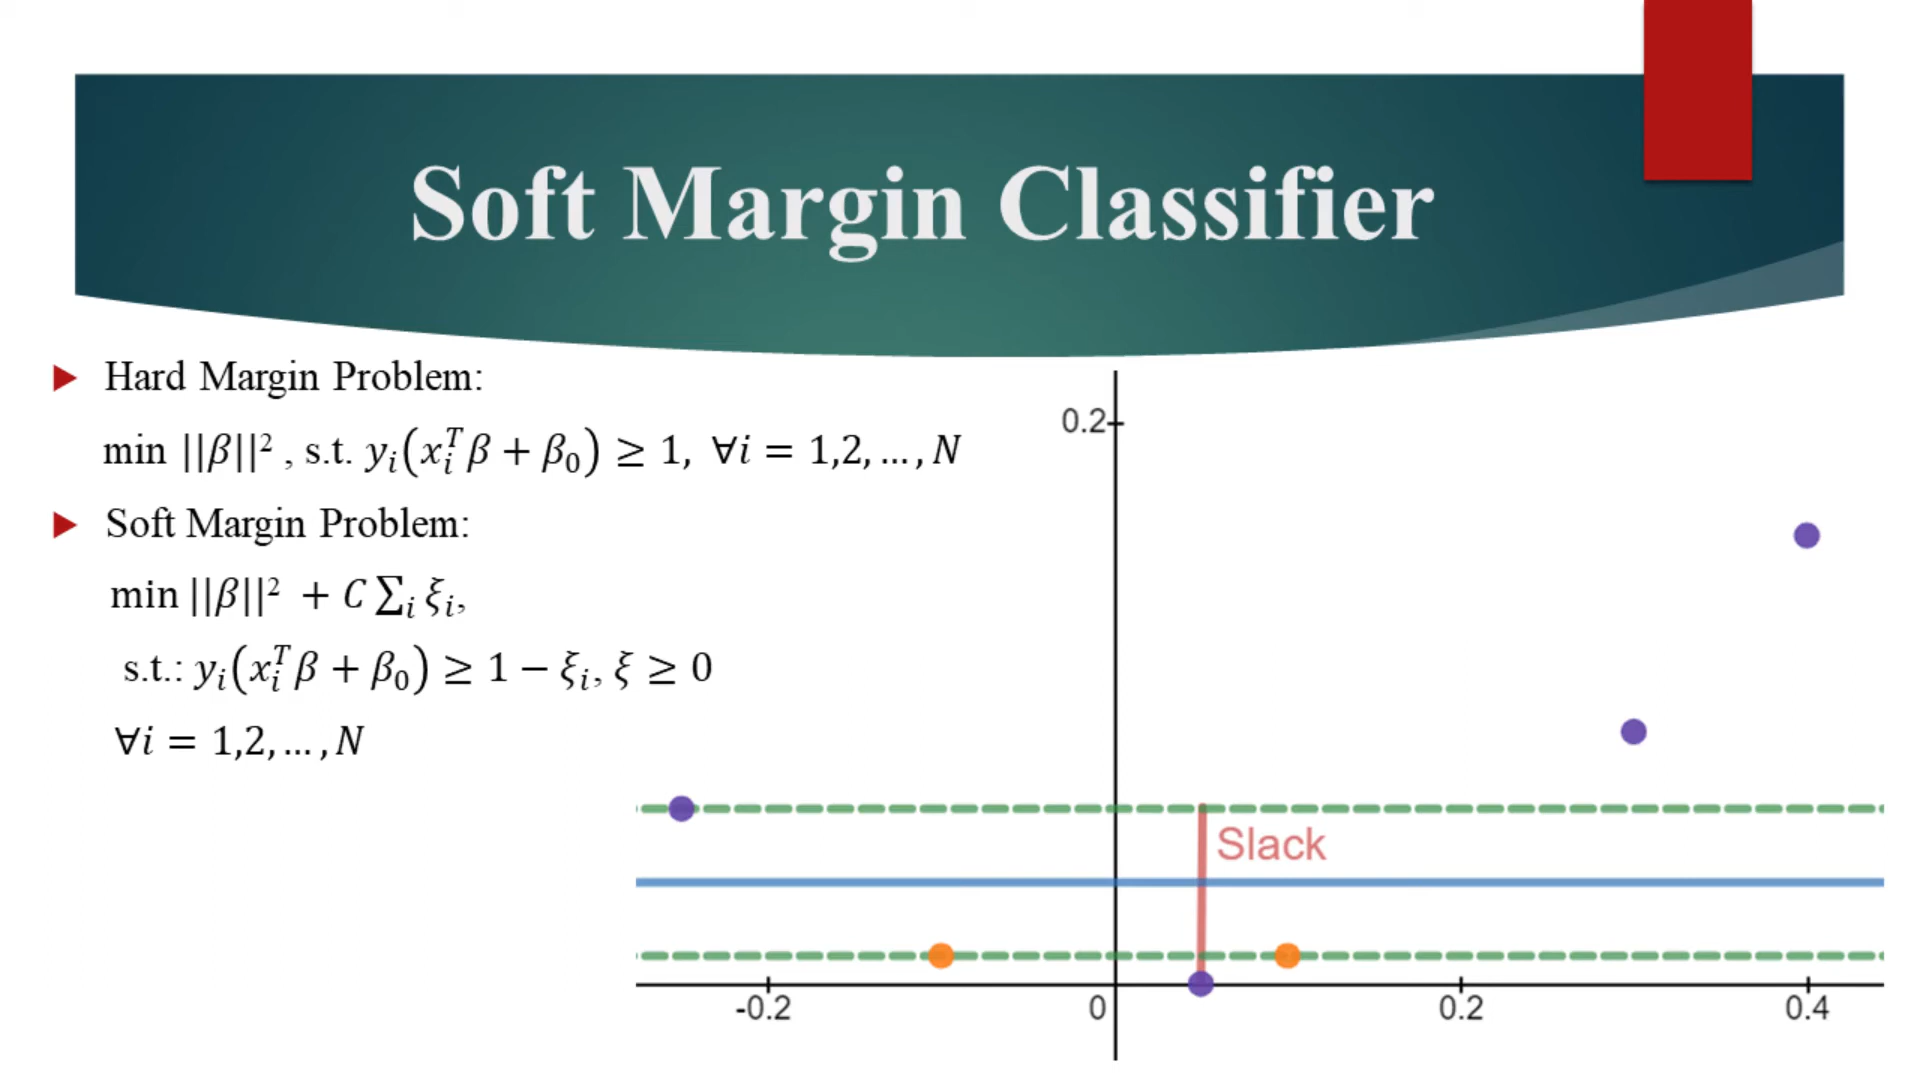 Soft Margin Classifier
Hard Margin Problem:
min ||β||² , s.t. yᵢ(xᵢᵀβ + β₀) ≥ 1, ∀i = 1,2, … , N
Soft Margin Problem:
min ||β||² + C ∑ᵢ ξᵢ,
s.t.: yᵢ(xᵢᵀβ + β₀) ≥ 1 − ξᵢ, ξ ≥ 0
∀i = 1,2, … , N
0.2
Slack
-0.2
0
0.2
0.4